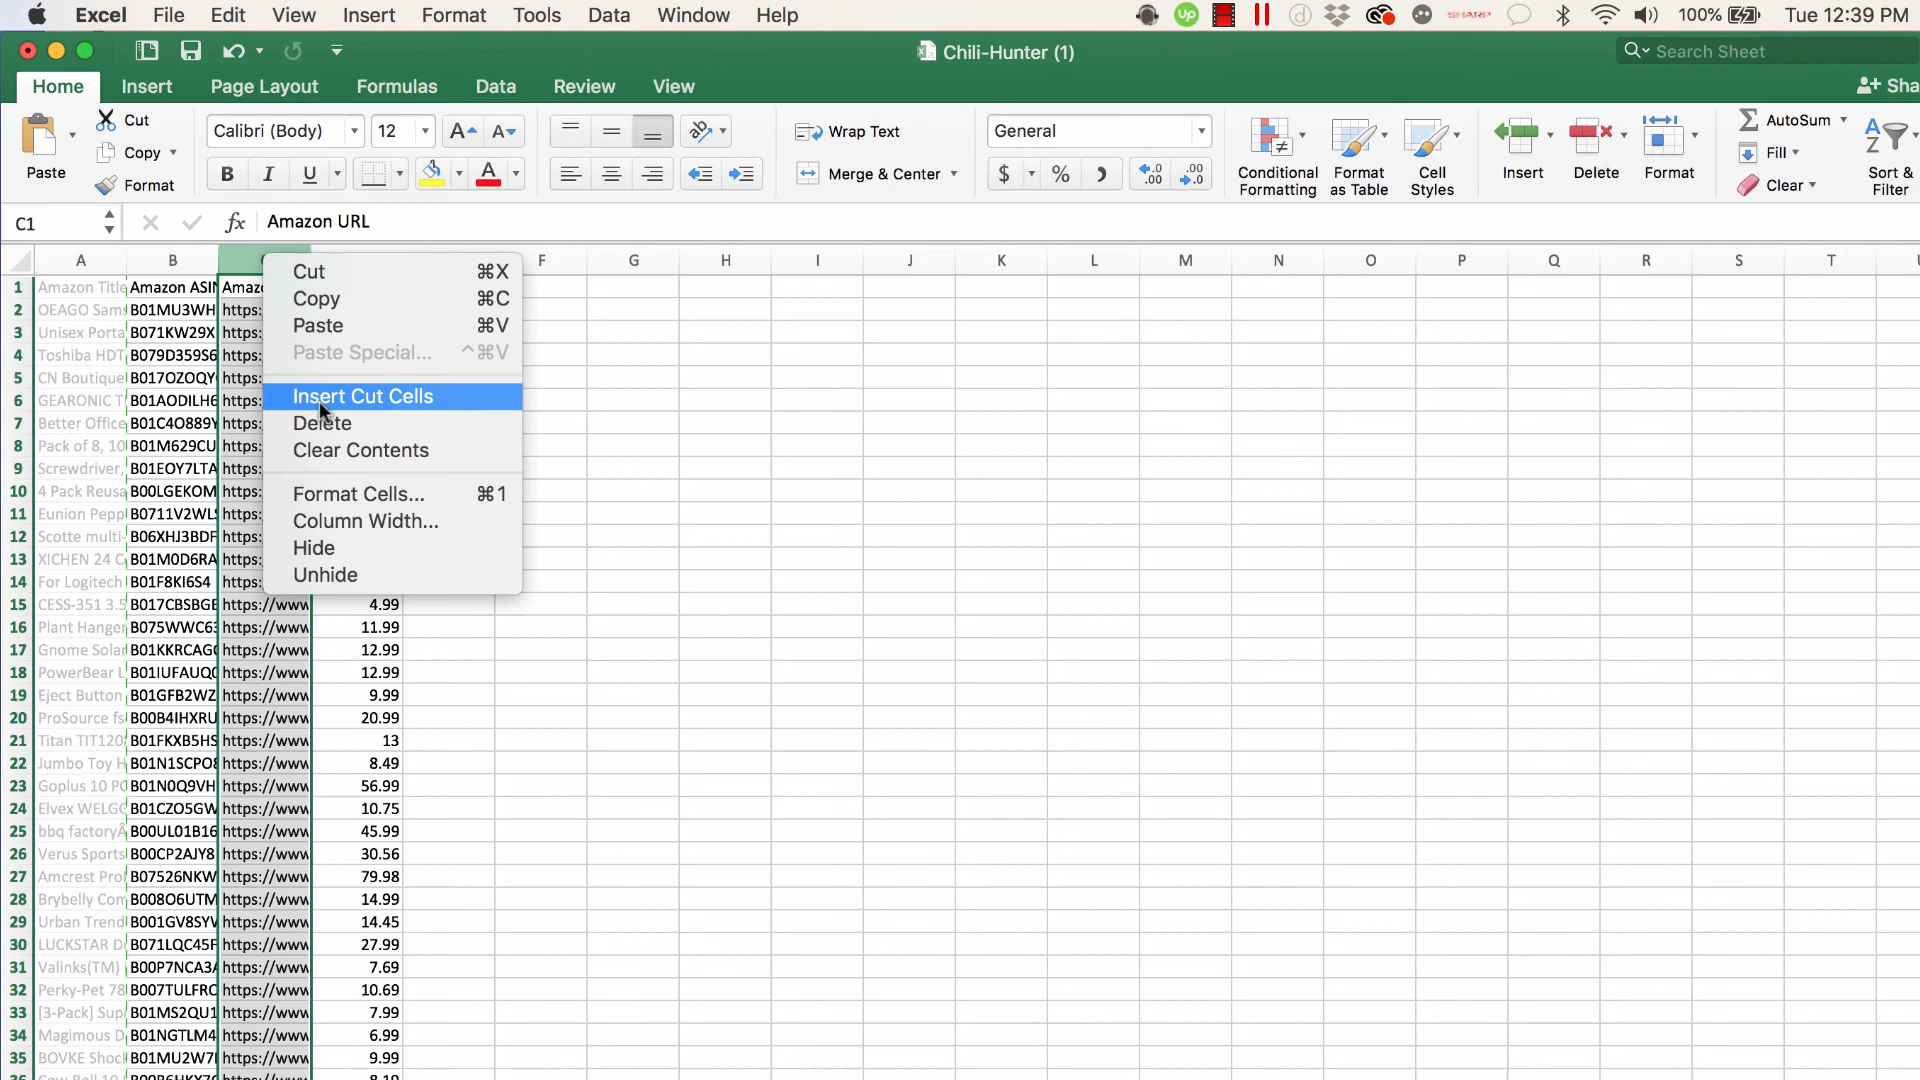 Excel File Edit View Insert Format Tools Data Window Help SHARP 100% Tue 12:39 PM
Chili-Hunter (1) Search Sheet
Home Insert Page Layout Formulas Data Review View Sha
Paste Cut Copy Format
Calibri (Body) 12 A A
B I U A
Wrap Text
Merge & Center
General
$ % .0 .00 .00 .0
Conditional Formatting Format as Table Cell Styles Insert Delete Format
AutoSum Fill Clear Sort & Filter
C1 fx Amazon URL
A B F G H I J K L M N O P Q R S T
Cut ⌘X
Copy ⌘C
Paste ⌘V
Paste Special... ^⌘V
Insert Cut Cells
Delete
Clear Contents
Format Cells... ⌘1
Column Width...
Hide
Unhide
1 Amazon Title Amazon ASIN Amazo
2 OEAGO Sams B01MU3WH https:
3 Unisex Porta B071KW29X https:
4 Toshiba HDT B079D359S6 https:
5 CN Boutique B017OZOQY https:
6 GEARONIC T B01AODILH6 https:
7 Better Office B01C4O889Y https:
8 Pack of 8, 10 B01M629CU https:
9 Screwdriver, B01EOY7LTA https:
10 4 Pack Reusa B00LGEKOM https:
11 Eunion Pepp B0711V2WLS https:
12 Scotte multi- B06XHJ3BDF https:
13 XICHEN 24 C B01M0D6RA https:
14 For Logitech B01F8KI6S4 https:
15 CESS-351 3.5 B017CBSBGE https://www 4.99
16 Plant Hanger B075WWC63 https://www 11.99
17 Gnome Solar B01KKRCAGC https://www 12.99
18 PowerBear L B01IUFAUQ0 https://www 12.99
19 Eject Button B01GFB2WZ https://www 9.99
20 ProSource fs B00B4IHXRU https://www 20.99
21 Titan TIT120 B01FKXB5HS https://www 13
22 Jumbo Toy H B01N1SCPO8 https://www 8.49
23 Goplus 10 PC B01N0Q9VH https://www 56.99
24 Elvex WELGC B01CZO5GW https://www 10.75
25 bbq factoryÂ B00UL01B16 https://www 45.99
26 Verus Sports B00CP2AJY8 https://www 30.56
27 Amcrest Pro B07526NKW https://www 79.98
28 Brybelly Com B008O6UTM https://www 14.99
29 Urban Trend B001GV8SYV https://www 14.45
30 LUCKSTAR D B071LQC45F https://www 27.99
31 Valinks(TM) B00P7NCA3A https://www 7.69
32 Perky-Pet 78 B007TULFRC https://www 10.69
33 [3-Pack] Sup B01MS2QU1 https://www 7.99
34 Magimous D B01NGTLM4 https://www 6.99
35 BOVKE Shoc B01MU2W7 https://www 9.99